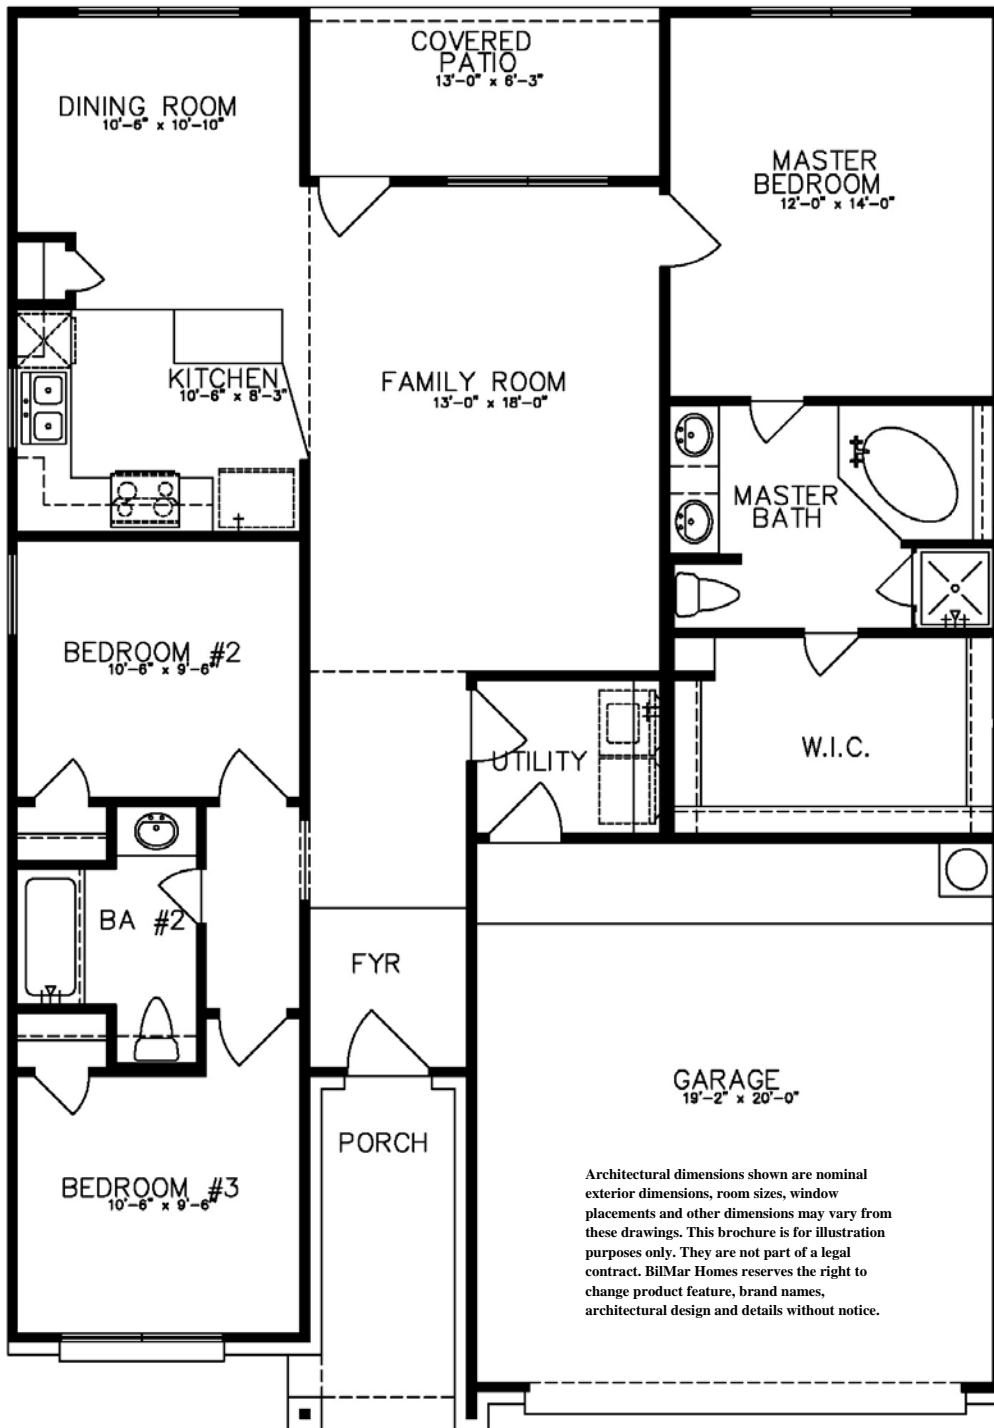 COVERED
PATIO
13'-0" x 6'-3"
DINING ROOM
10'-6" x 10'-10"
MASTER
BEDROOM
12'-0" x 14'-0"
KITCHEN
10'-6" x 8'-3"
FAMILY ROOM
13'-0" x 18'-0"
MASTER
BATH
BEDROOM #2
10'-6" x 9'-6"
UTILITY
W.I.C.
BA #2
FYR
GARAGE
19'-2" x 20'-0"
PORCH
BEDROOM #3
10'-6" x 9'-6"
Architectural dimensions shown are nominal
exterior dimensions, room sizes, window
placements and other dimensions may vary from
these drawings. This brochure is for illustration
purposes only. They are not part of a legal
contract. BilMar Homes reserves the right to
change product feature, brand names,
architectural design and details without notice.